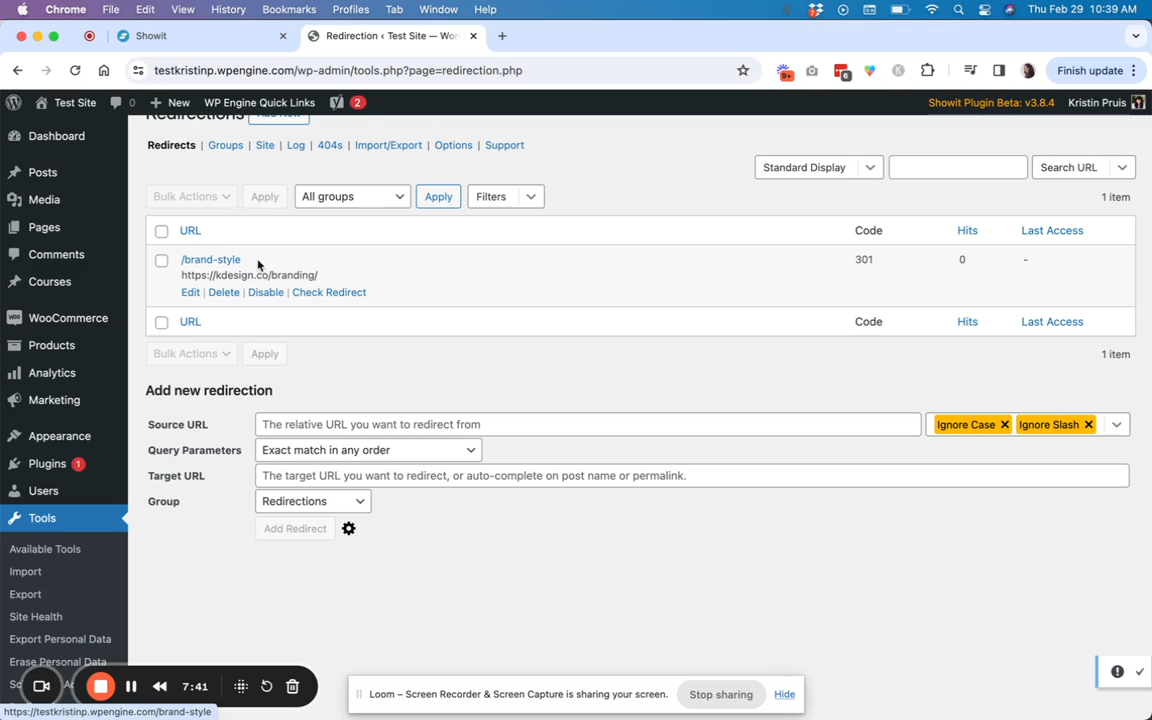 Chrome File Edit View History Bookmarks Profiles Tab Window Help Thu Feb 29 10:39 AM
Showit Redirection ‹ Test Site — Wor
testkristinp.wpengine.com/wp-admin/tools.php?page=redirection.php 9+ 6 Finish update
Test Site 0 New WP Engine Quick Links 2 Showit Plugin Beta: v3.8.4 Kristin Pruis
Redirections Add New
Dashboard
Posts
Media
Pages
Comments
Courses
WooCommerce
Products
Analytics
Marketing
Appearance
Plugins 1
Users
Tools
Available Tools
Import
Export
Site Health
Export Personal Data
Erase Personal Data
Redirects | Groups | Site | Log | 404s | Import/Export | Options | Support
Standard Display Search URL
Bulk Actions Apply All groups Apply Filters 1 item
URL Code Hits Last Access
/brand-style 301 0 -
https://kdesign.co/branding/
Edit | Delete | Disable | Check Redirect
URL Code Hits Last Access
Bulk Actions Apply 1 item
Add new redirection
Source URL The relative URL you want to redirect from Ignore Case Ignore Slash
Query Parameters Exact match in any order
Target URL The target URL you want to redirect, or auto-complete on post name or permalink.
Group Redirections
Add Redirect
7:41
Loom – Screen Recorder & Screen Capture is sharing your screen. Stop sharing Hide
https://testkristinp.wpengine.com/brand-style